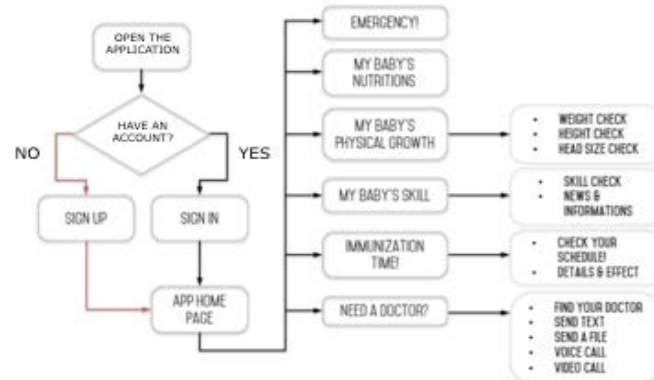 OPEN THE
APPLICATION
HAVE AN
ACCOUNT?
NO
YES
SIGN UP
SIGN IN
APP HOME
PAGE
EMERGENCY!
MY BABY'S
NUTRITIONS
MY BABY'S
PHYSICAL GROWTH
• WEIGHT CHECK
• HEIGHT CHECK
• HEAD SIZE CHECK
MY BABY'S SKILL
• SKILL CHECK
• NEWS &
INFORMATIONS
IMMUNIZATION
TIME!
• CHECK YOUR
SCHEDULE!
• DETAILS & EFFECT
NEED A DOCTOR?
• FIND YOUR DOCTOR
• SEND TEXT
• SEND A FILE
• VOICE CALL
• VIDEO CALL